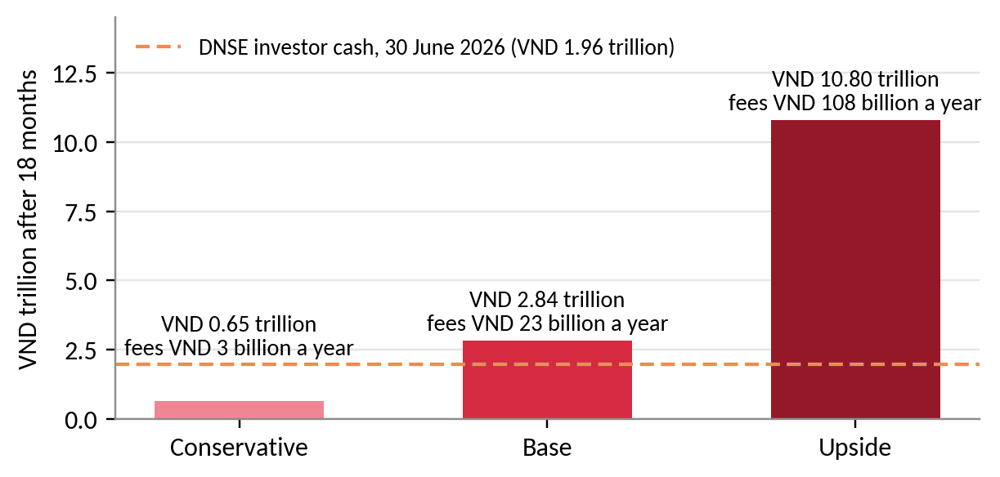 DNSE investor cash, 30 June 2026 (VND 1.96 trillion)
VND trillion after 18 months
12.5
10.0
7.5
5.0
2.5
0.0
VND 0.65 trillion
fees VND 3 billion a year
VND 2.84 trillion
fees VND 23 billion a year
VND 10.80 trillion
fees VND 108 billion a year
Conservative
Base
Upside